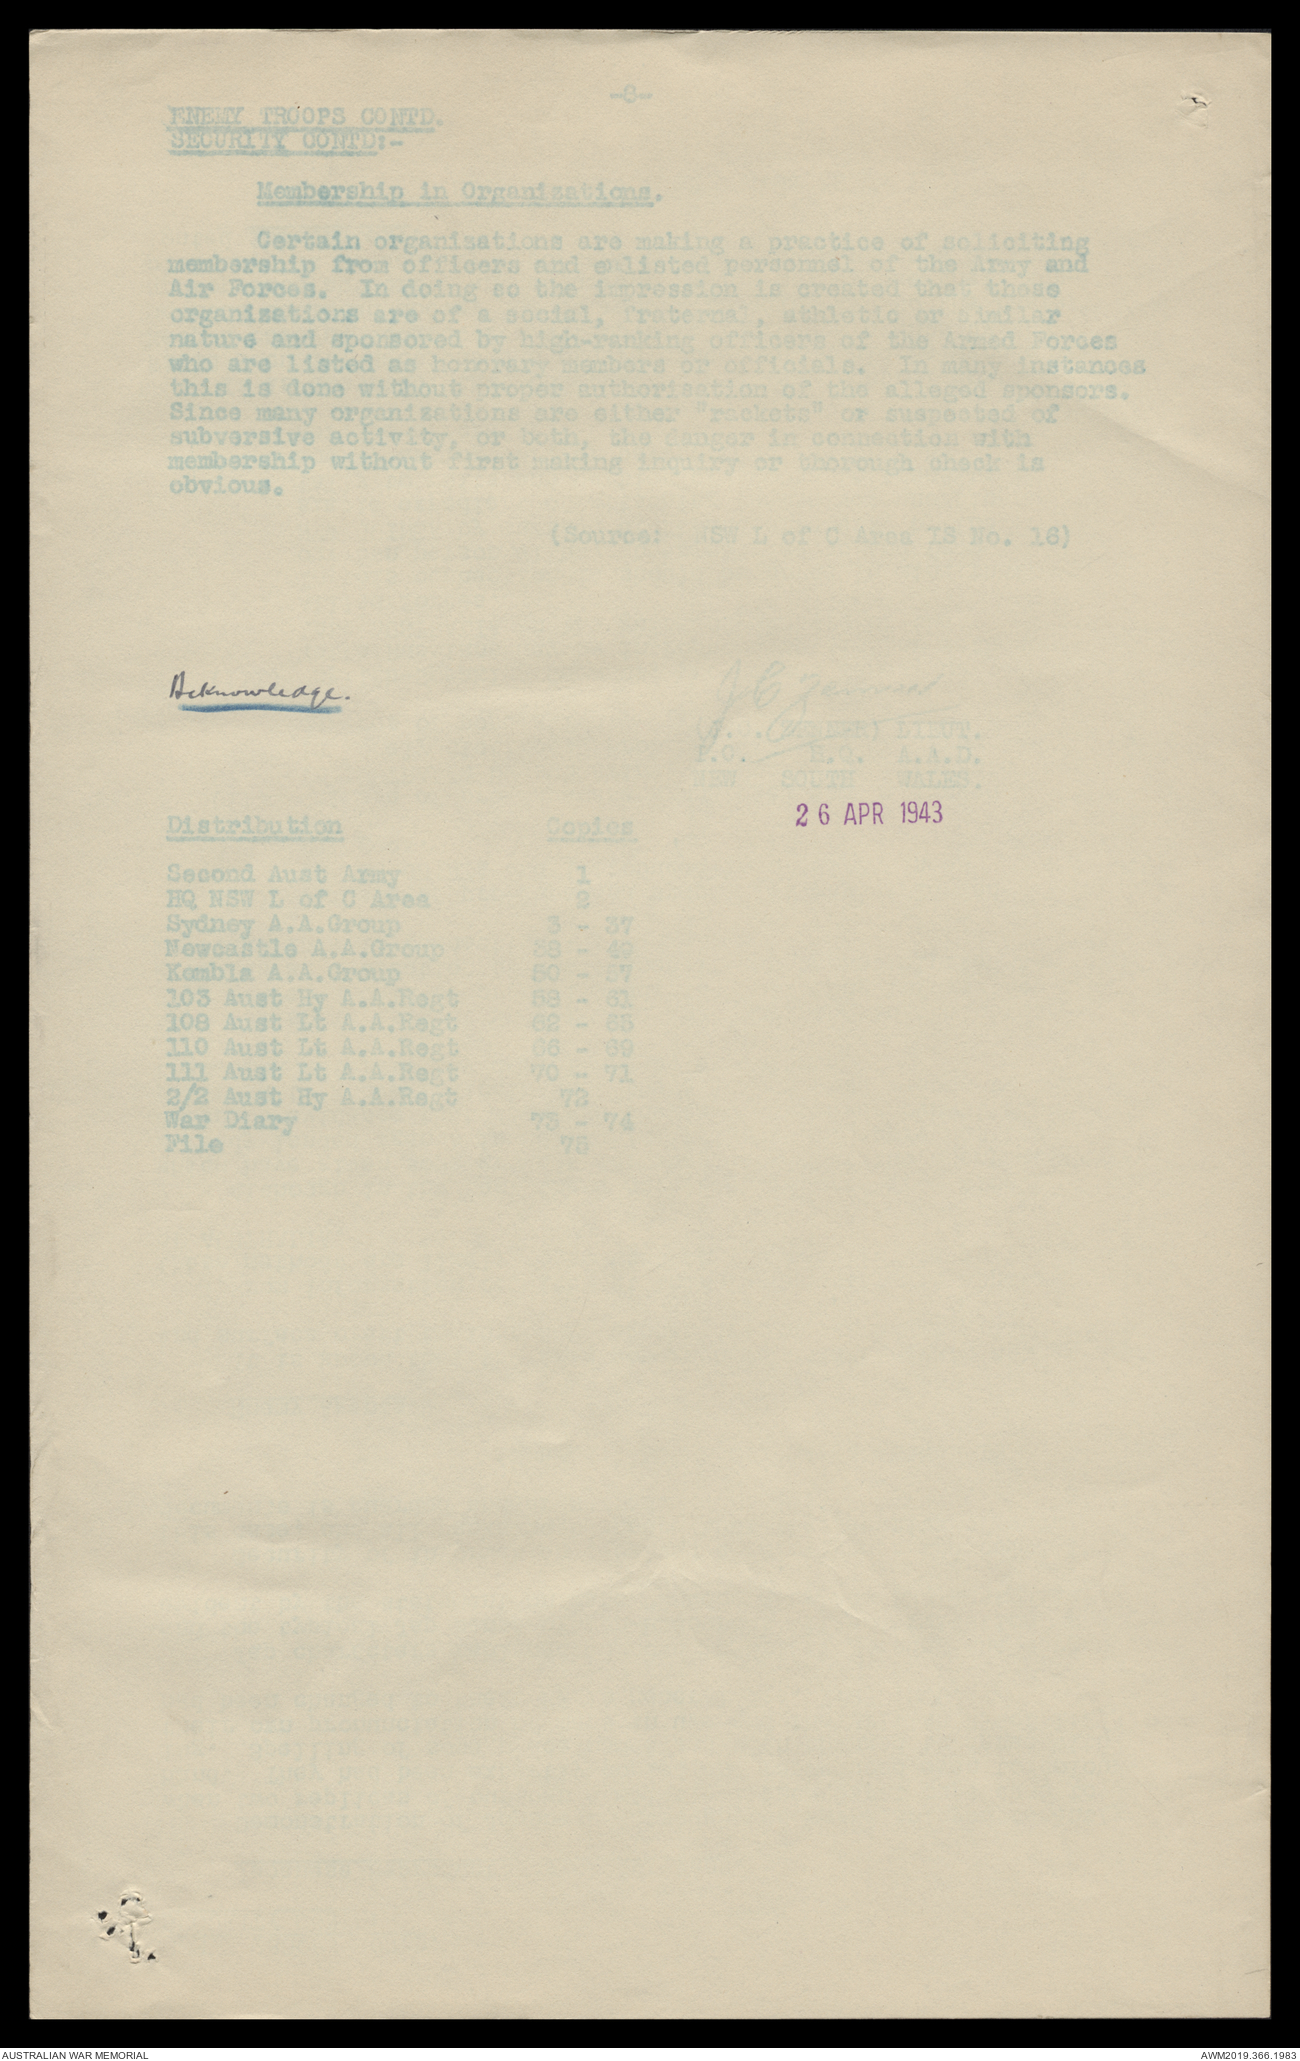 ENEMY TROOPS CONTD.
SECURITY CONTD:-
Membership in Organizations.
Certain organizations are making a practice of soliciting
membership from officers and enlisted personnel of the Army and
Air Forces. In doing so the impression is created that these
organizations are of a social, fraternal, athletic or similar
nature and sponsored by high-ranking officers of the Armed Forces
who are listed as honorary members or officials. In many instances
this is done without proper authorisation of the alleged sponsors.
Since many organizations are either "rackets" or suspected of
subversive activity, or both, the danger in connection with
membership without first making inquiry or thorough check is
obvious.
(Source: NSW L of C Area IS No. 16)
Acknowledge.
LIEUT.
H.Q. A.A.D.
NEW SOUTH WALES.
26 APR 1943
Distribution Copies
Second Aust Army 1
HQ NSW L of C Area 2
Sydney A.A.Group 3 - 37
Newcastle A.A.Group 38 - 49
Kembla A.A.Group 50 - 57
103 Aust Hy A.A.Regt 58 - 61
108 Aust Lt A.A.Regt 62 - 65
110 Aust Lt A.A.Regt 66 - 69
111 Aust Lt A.A.Regt 70 - 71
2/2 Aust Hy A.A.Regt 72
War Diary 73 - 74
File 75
AUSTRALIAN WAR MEMORIAL
AWM2019.366.1983